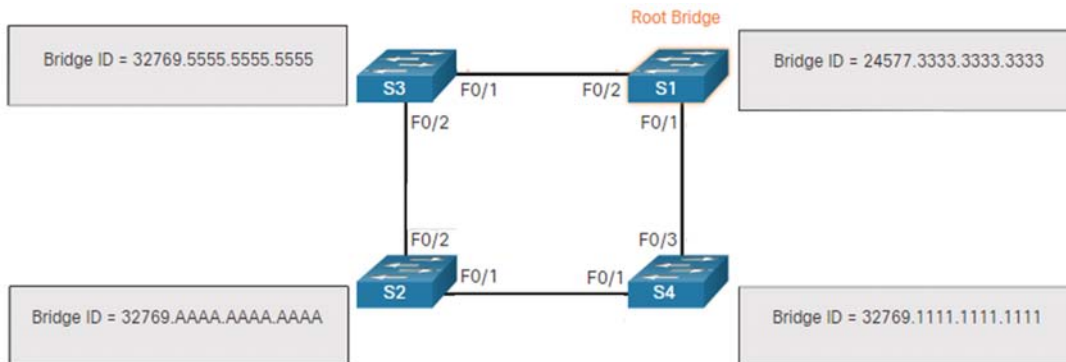 Root Bridge
Bridge ID = 32769.5555.5555.5555
S3
F0/1
F0/2
S1
Bridge ID = 24577.3333.3333.3333
F0/2
F0/1
F0/2
F0/3
S2
F0/1
F0/1
S4
Bridge ID = 32769.AAAA.AAAA.AAAA
Bridge ID = 32769.1111.1111.1111